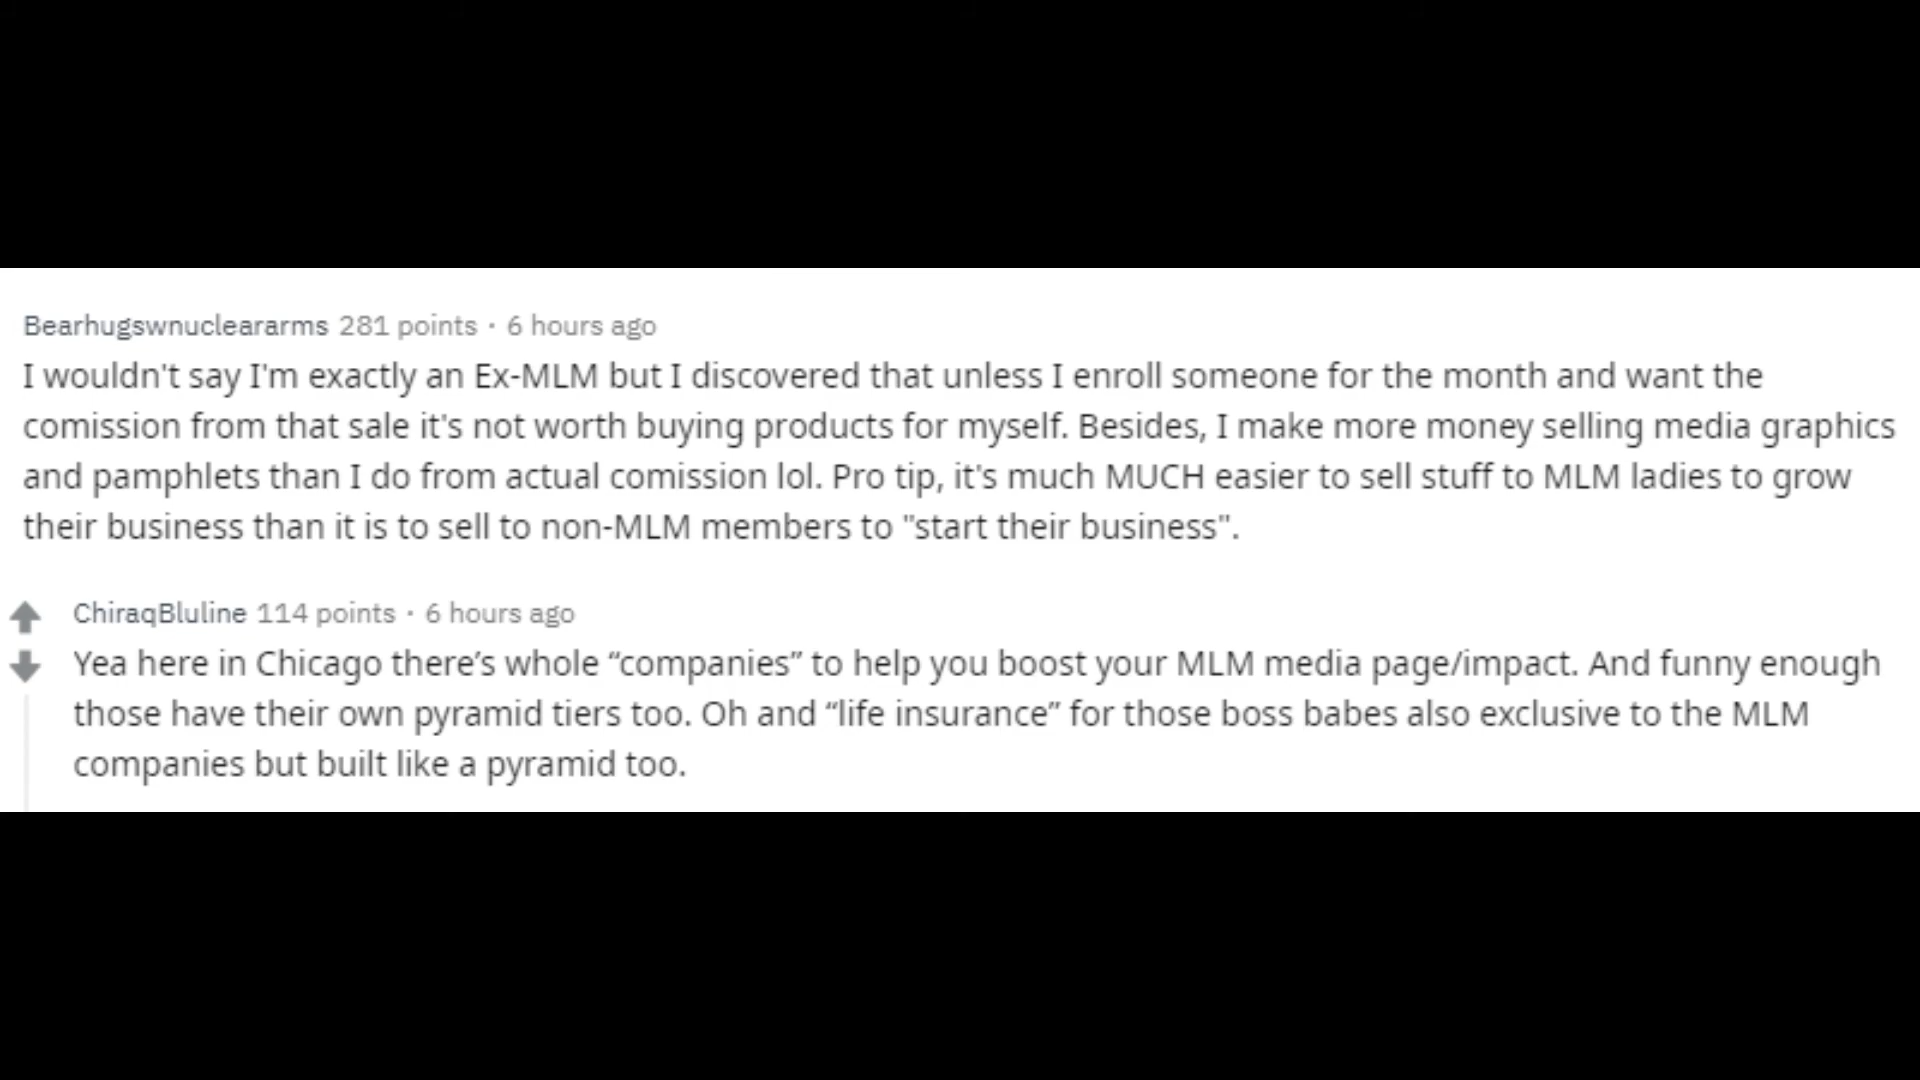 Bearhugswnucleararms 281 points · 6 hours ago
I wouldn't say I'm exactly an Ex-MLM but I discovered that unless I enroll someone for the month and want the
comission from that sale it's not worth buying products for myself. Besides, I make more money selling media graphics
and pamphlets than I do from actual comission lol. Pro tip, it's much MUCH easier to sell stuff to MLM ladies to grow
their business than it is to sell to non-MLM members to "start their business".
ChiraqBluline 114 points · 6 hours ago
Yea here in Chicago there’s whole “companies” to help you boost your MLM media page/impact. And funny enough
those have their own pyramid tiers too. Oh and “life insurance” for those boss babes also exclusive to the MLM
companies but built like a pyramid too.